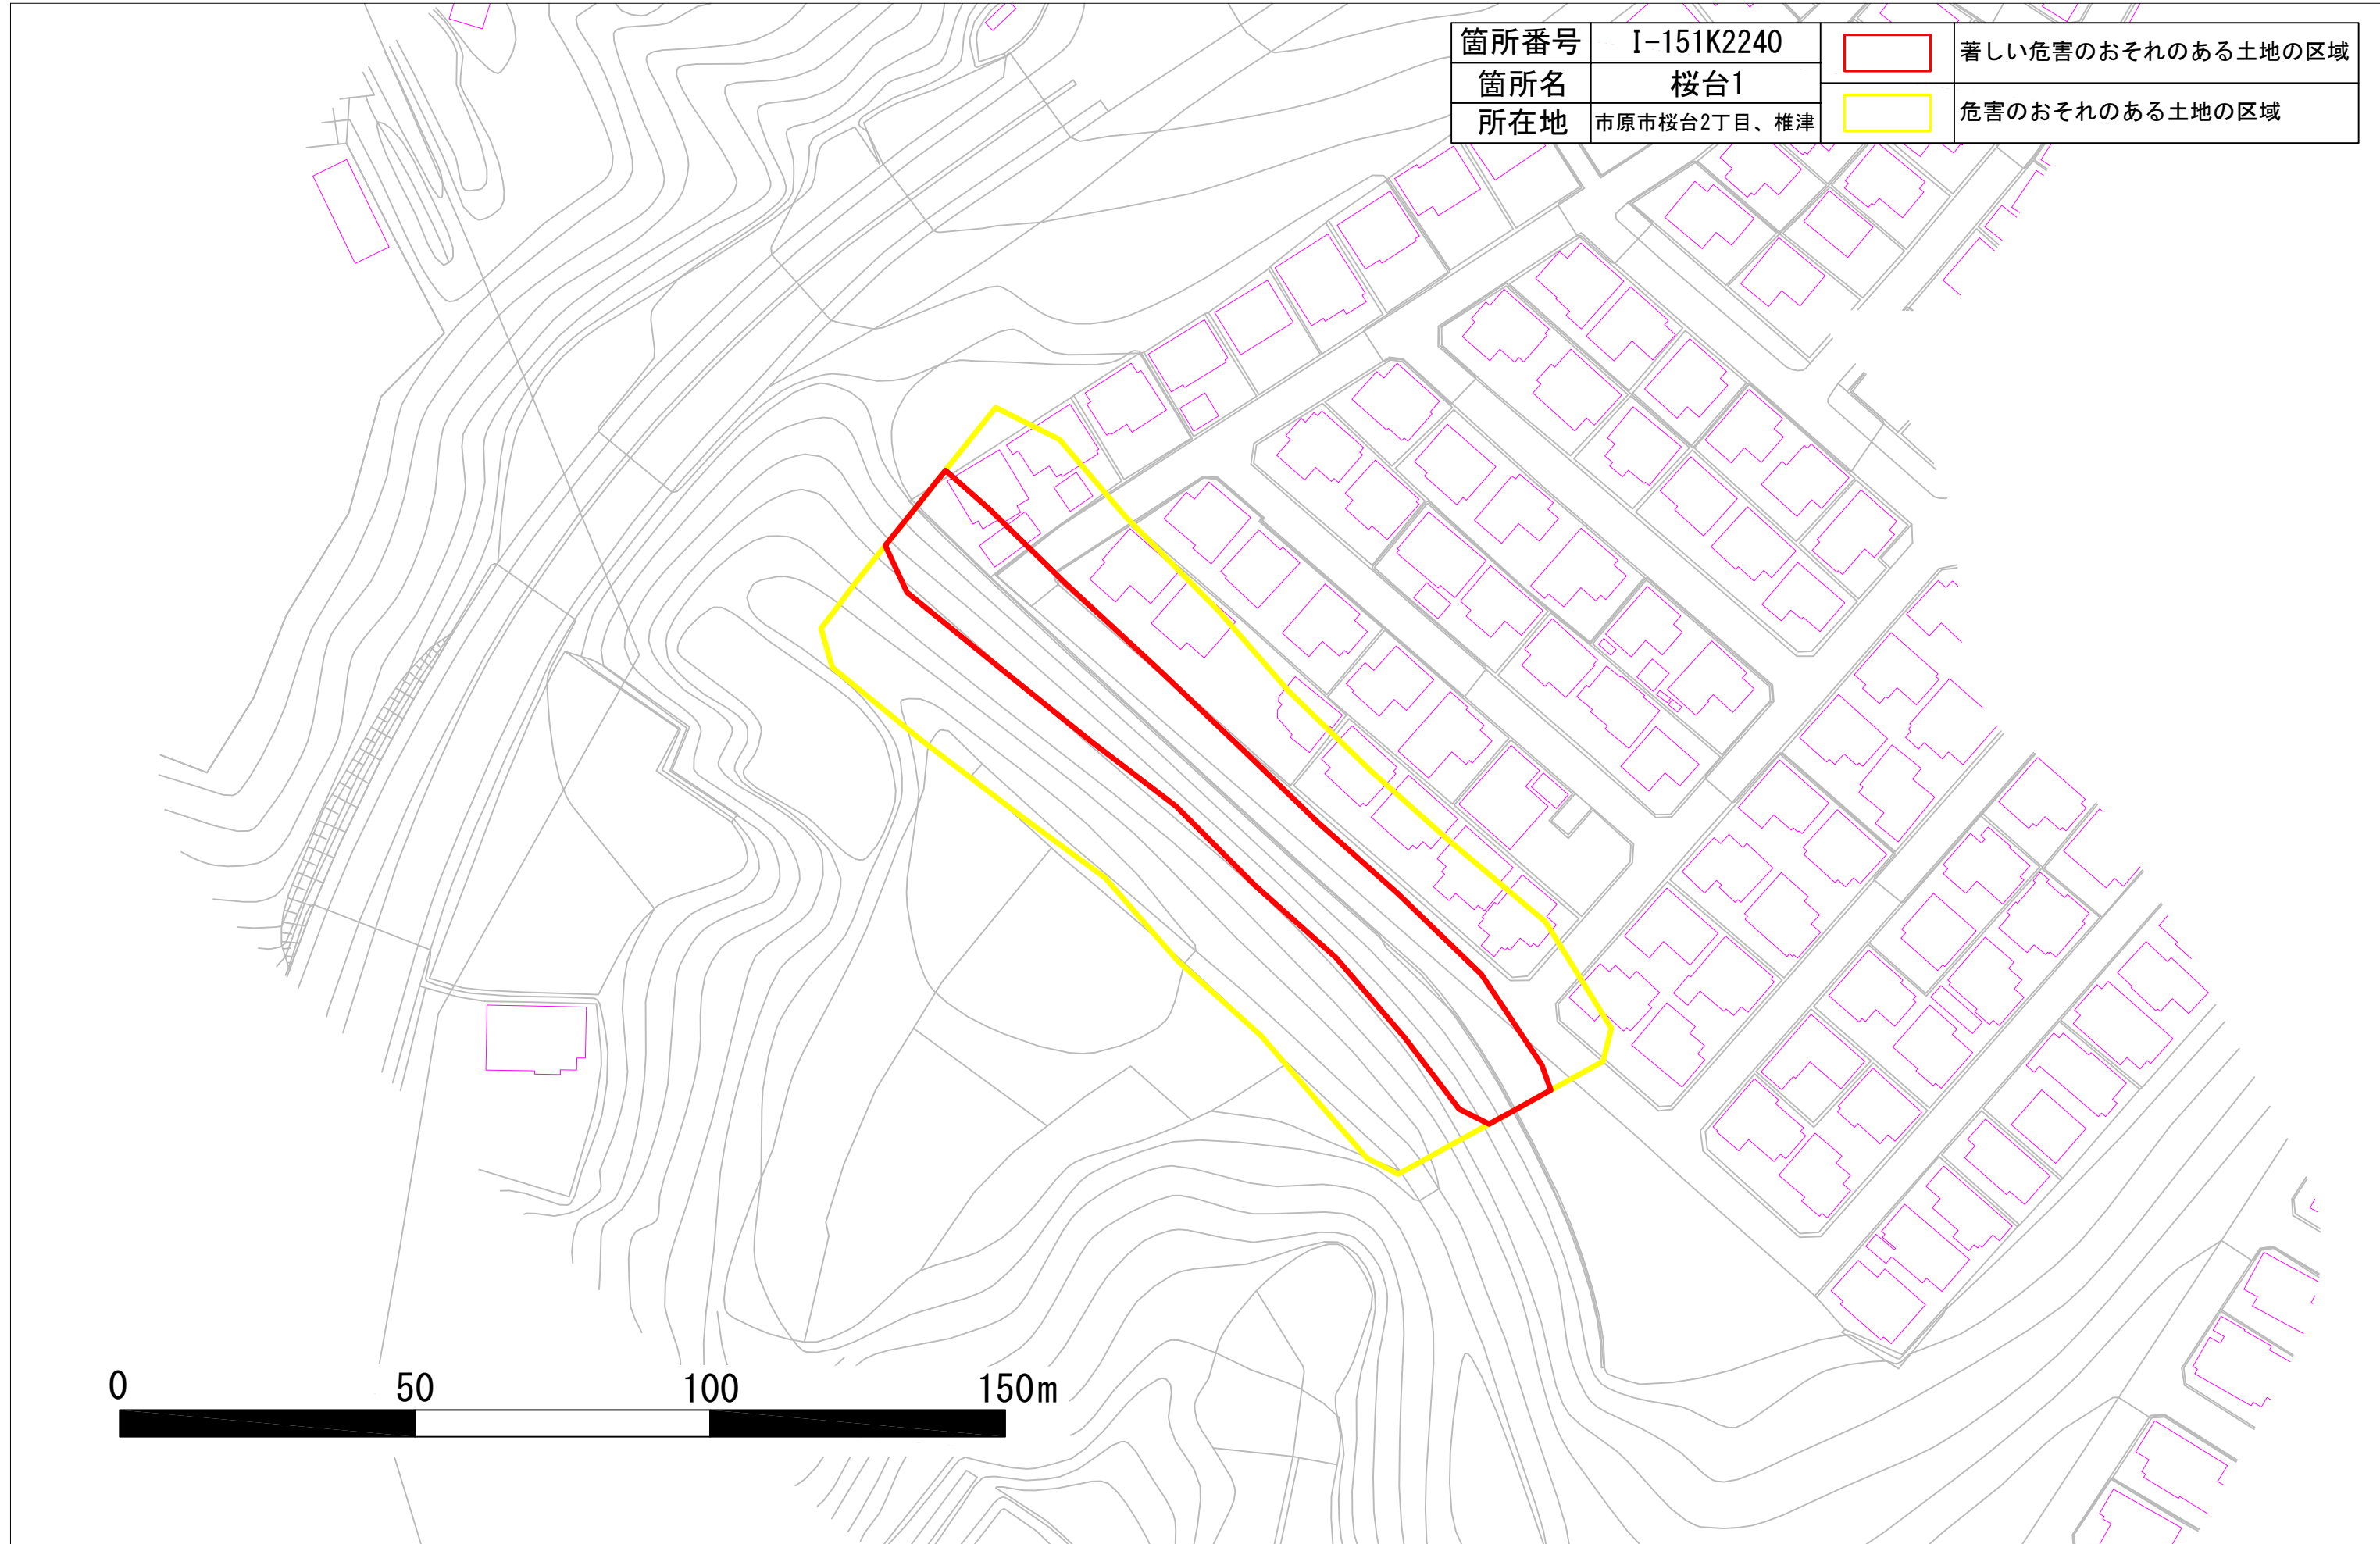 箇所番号 I-151K2240
箇所名 桜台1
所在地 市原市桜台2丁目、椎津
著しい危害のおそれのある土地の区域
危害のおそれのある土地の区域
0 50 100 150m